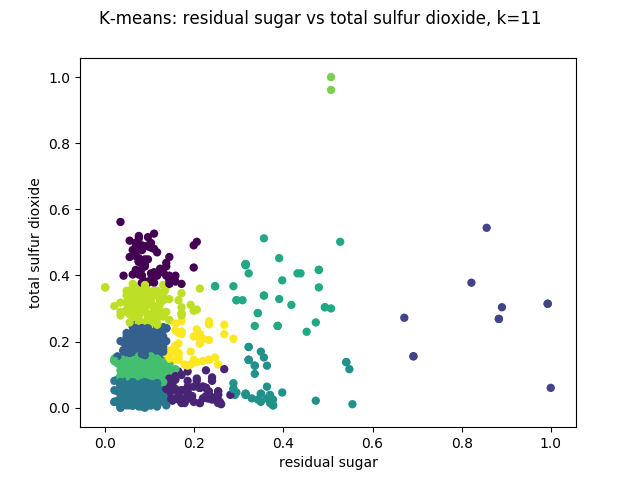 K-means: residual sugar vs total sulfur dioxide, k=11
1.0
0.8
0.6
0.4
0.2
0.0
total sulfur dioxide
0.0 0.2 0.4 0.6 0.8 1.0
residual sugar